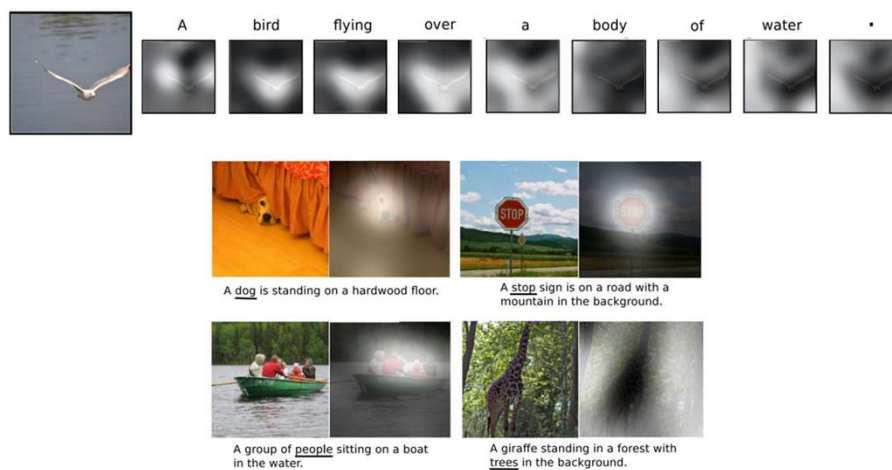 A bird flying over a body of water .
STOP
A dog is standing on a hardwood floor.
A stop sign is on a road with a
mountain in the background.
A group of people sitting on a boat
in the water.
A giraffe standing in a forest with
trees in the background.